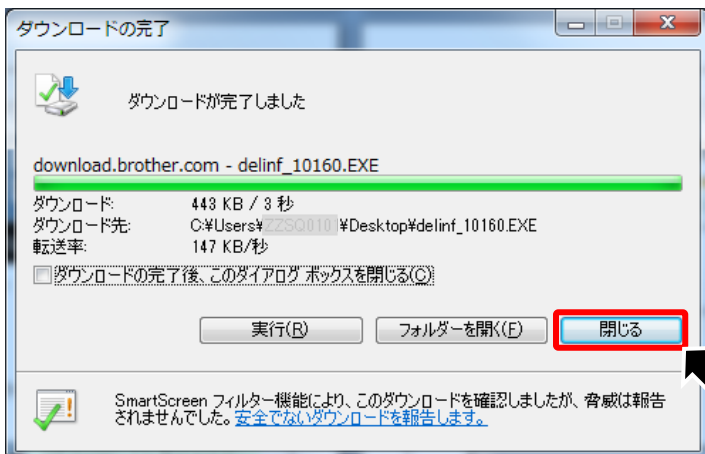 ダウンロードの完了
ダウンロードが完了しました
download.brother.com - delinf_10160.EXE
ダウンロード: 443 KB / 3 秒
ダウンロード先: C:¥Users¥ZZSQ010 ¥Desktop¥delinf_10160.EXE
転送率: 147 KB/秒
ダウンロードの完了後、このダイアログ ボックスを閉じる(C)
実行(R) フォルダーを開く(F) 閉じる
SmartScreen フィルター機能により、このダウンロードを確認しましたが、脅威は報告
されませんでした。安全でないダウンロードを報告します。